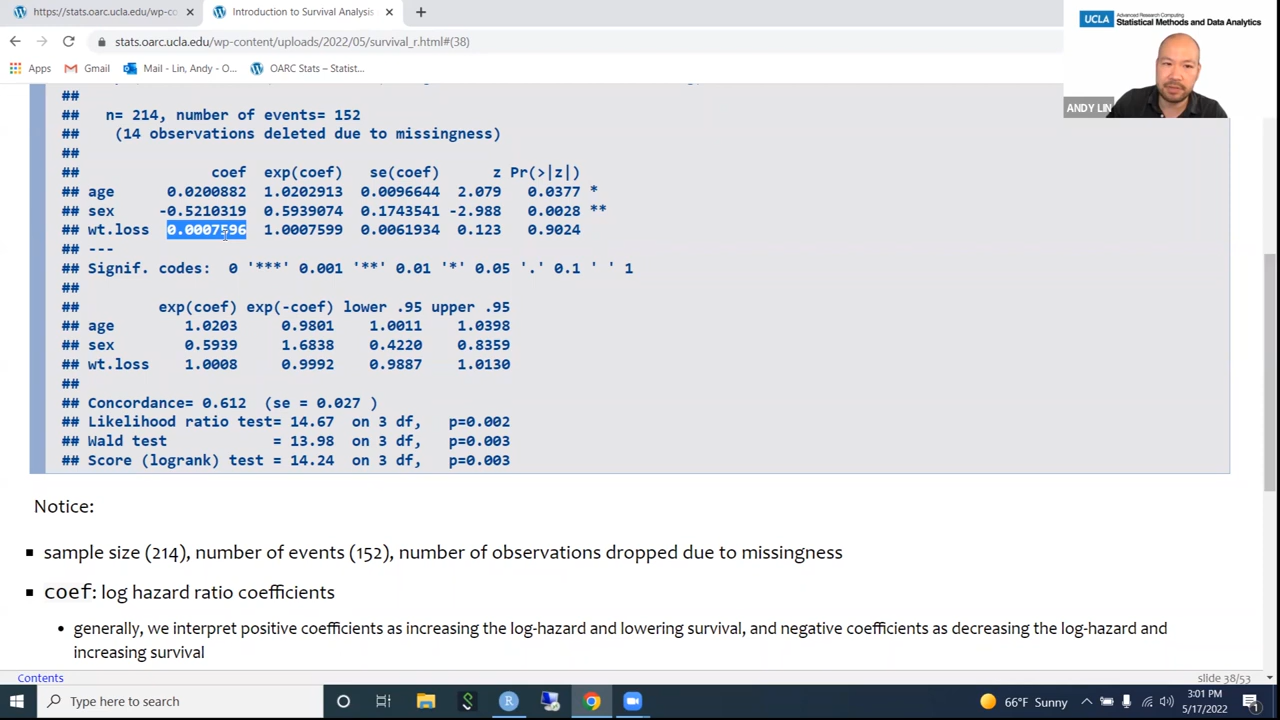 https://stats.oarc.ucla.edu/wp-co
Introduction to Survival Analysis
stats.oarc.ucla.edu/wp-content/uploads/2022/05/survival_r.html#(38)
Apps
Gmail
Mail - Lin, Andy - O...
OARC Stats – Statist...
UCLA
Advanced Research Computing
Statistical Methods and Data Analytics
ANDY LIN
##
## n= 214, number of events= 152
## (14 observations deleted due to missingness)
##
## coef exp(coef) se(coef) z Pr(>|z|)
## age 0.0200882 1.0202913 0.0096644 2.079 0.0377 *
## sex -0.5210319 0.5939074 0.1743541 -2.988 0.0028 **
## wt.loss 0.0007596 1.0007599 0.0061934 0.123 0.9024
## ---
## Signif. codes: 0 '***' 0.001 '**' 0.01 '*' 0.05 '.' 0.1 ' ' 1
##
## exp(coef) exp(-coef) lower .95 upper .95
## age 1.0203 0.9801 1.0011 1.0398
## sex 0.5939 1.6838 0.4220 0.8359
## wt.loss 1.0008 0.9992 0.9887 1.0130
##
## Concordance= 0.612 (se = 0.027 )
## Likelihood ratio test= 14.67 on 3 df, p=0.002
## Wald test = 13.98 on 3 df, p=0.003
## Score (logrank) test = 14.24 on 3 df, p=0.003
Notice:
sample size (214), number of events (152), number of observations dropped due to missingness
coef: log hazard ratio coefficients
generally, we interpret positive coefficients as increasing the log-hazard and lowering survival, and negative coefficients as decreasing the log-hazard and
increasing survival
Contents
slide 38/53
Type here to search
66°F Sunny
3:01 PM
5/17/2022